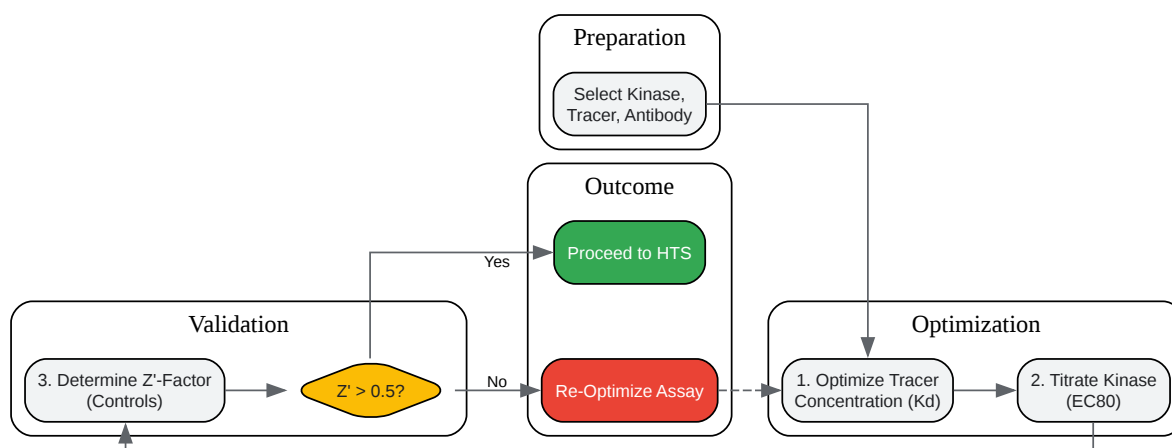 Preparation
Select Kinase,
Tracer, Antibody
Outcome
Proceed to HTS
Yes
Validation
3. Determine Z'-Factor
(Controls)
Z' > 0.5?
No
Re-Optimize Assay
Optimization
1. Optimize Tracer
Concentration (Kd)
2. Titrate Kinase
(EC80)